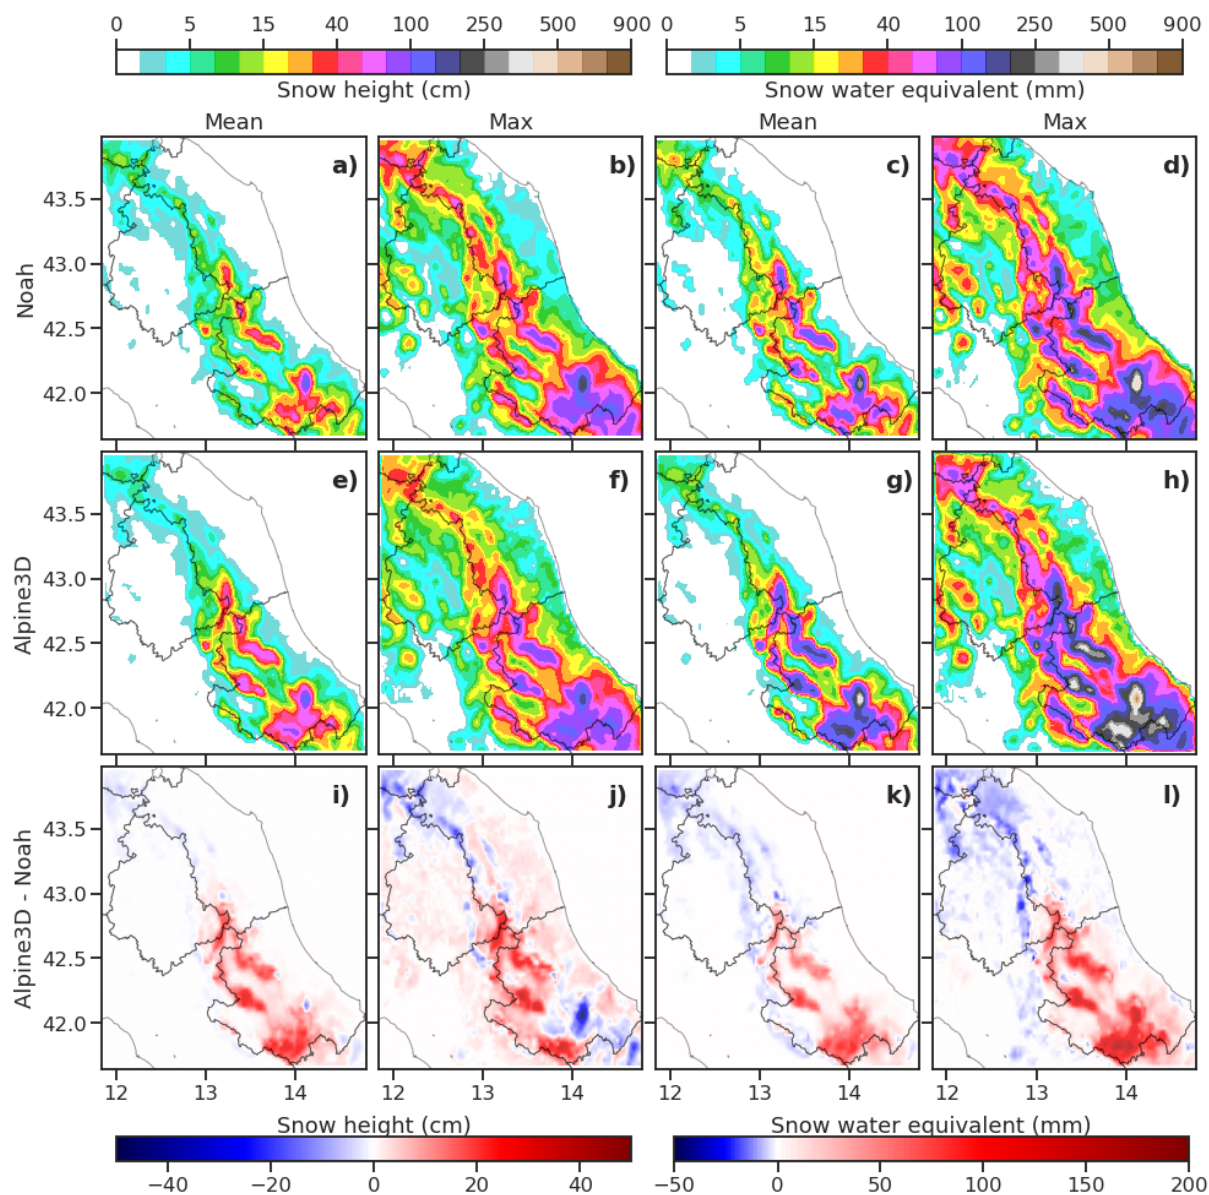 0 5 15 40 100 250 500 900 0 5 15 40 100 250 500 900
Snow height (cm) Snow water equivalent (mm)
Mean Max Mean Max
Noah
43.5
43.0
42.5
42.0
a) b) c) d)
Alpine3D
43.5
43.0
42.5
42.0
e) f) g) h)
Alpine3D - Noah
43.5
43.0
42.5
42.0
i) j) k) l)
12 13 14 12 13 14 12 13 14 12 13 14
Snow height (cm) Snow water equivalent (mm)
−40 −20 0 20 40 −50 0 50 100 150 200